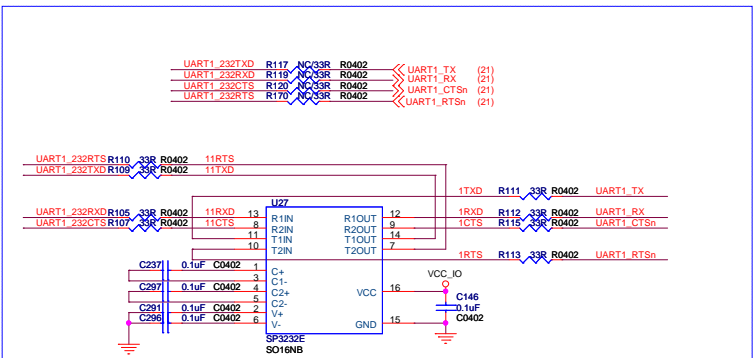 UART1_232TXD R117 NC/33R R0402 UART1_TX (21)
UART1_232RXD R119 NC/33R R0402 UART1_RX (21)
UART1_232CTS R120 NC/33R R0402 UART1_CTSn (21)
UART1_232RTS R170 NC/33R R0402 UART1_RTSn (21)
UART1_232RTS R110 33R R0402 11RTS
UART1_232TXD R109 33R R0402 11TXD
1TXD R111 33R R0402 UART1_TX
U27
UART1_232RXD R105 33R R0402 11RXD 13 R1IN R1OUT 12 1RXD R112 33R R0402 UART1_RX
UART1_232CTS R107 33R R0402 11CTS 8 R2IN R2OUT 9 1CTS R115 33R R0402 UART1_CTSn
11 T1IN T1OUT 14
10 T2IN T2OUT 7
1RTS R113 33R R0402 UART1_RTSn
C237 0.1uF C0402 1 C+
3 C1-
VCC_IO
C297 0.1uF C0402 4 C2+
5 C2-
VCC 16
C146
C291 0.1uF C0402 2 V+
0.1uF
C296 0.1uF C0402 6 V-
GND 15
C0402
SP3232E
SO16NB